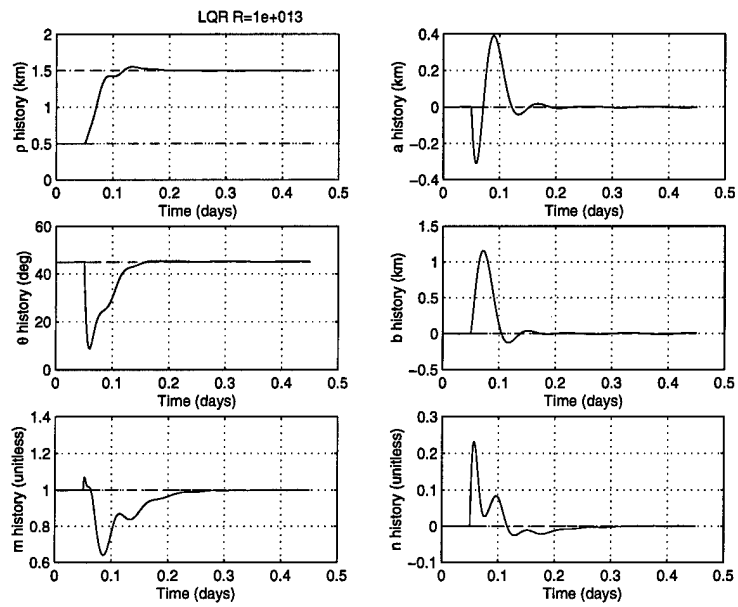 LQR R=1e+013
ρ history (km)
2
1.5
1
0.5
0
0 0.1 0.2 0.3 0.4 0.5
Time (days)
a history (km)
0.4
0.2
0
-0.2
-0.4
0 0.1 0.2 0.3 0.4 0.5
Time (days)
θ history (deg)
60
40
20
0
0 0.1 0.2 0.3 0.4 0.5
Time (days)
b history (km)
1.5
1
0.5
0
-0.5
0 0.1 0.2 0.3 0.4 0.5
Time (days)
m history (unitless)
1.4
1.2
1
0.8
0.6
0 0.1 0.2 0.3 0.4 0.5
Time (days)
n history (unitless)
0.3
0.2
0.1
0
-0.1
0 0.1 0.2 0.3 0.4 0.5
Time (days)